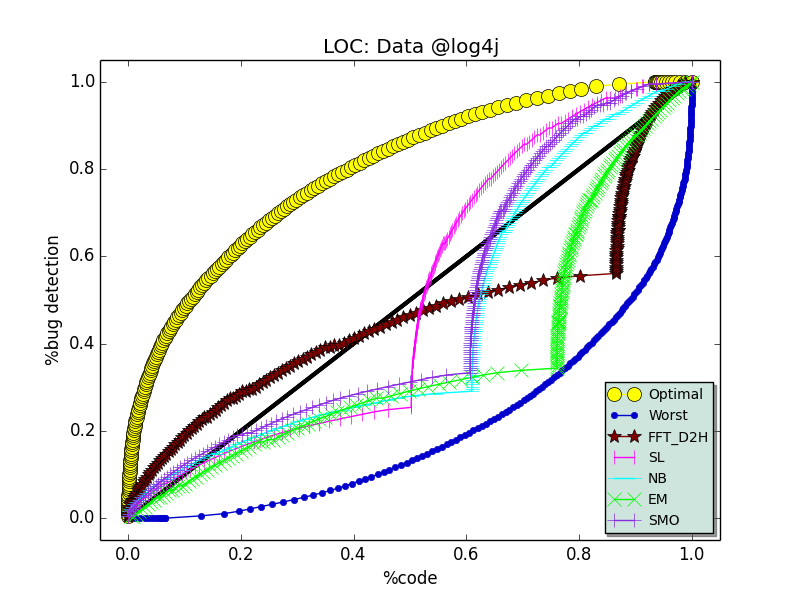 LOC: Data @log4j
1.0
0.8
0.6
0.4
0.2
0.0
%bug detection
0.0 0.2 0.4 0.6 0.8 1.0
%code
Optimal
Worst
FFT_D2H
SL
NB
EM
SMO